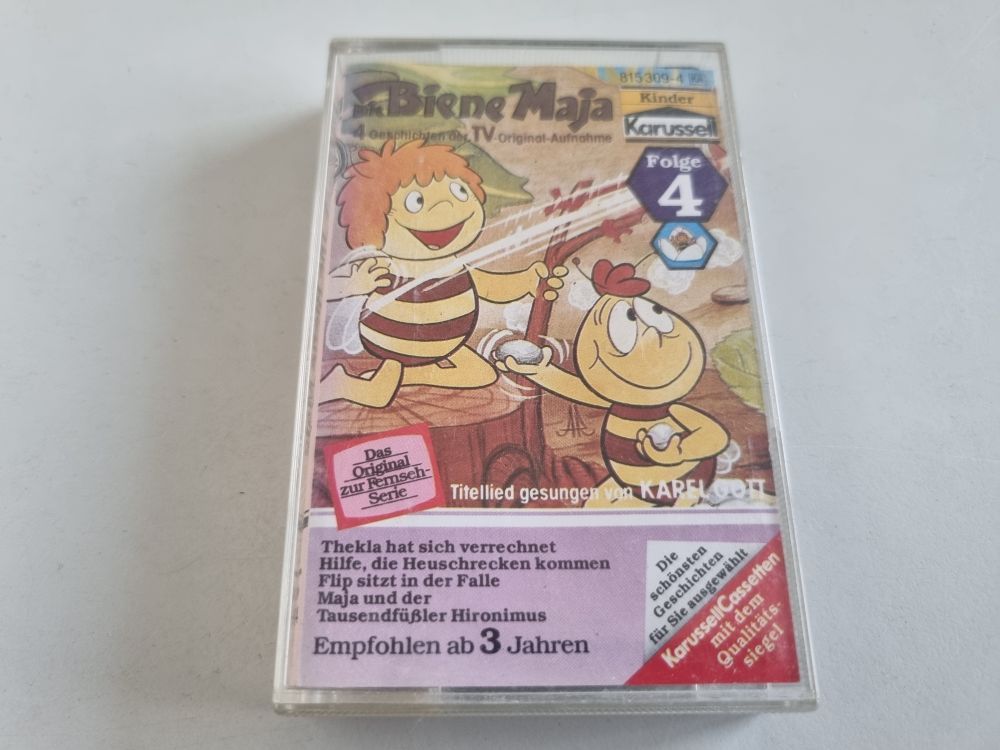 Die Biene Maja
815 309-4
4 Geschichten der TV-Original-Aufnahme
Kinder
Karussell
Folge
4
Das
Original
zur Fernseh-
Serie
Titellied gesungen von KAREL GOTT
Thekla hat sich verrechnet
Hilfe, die Heuschrecken kommen
Flip sitzt in der Falle
Maja und der
Tausendfüßler Hironimus
Empfohlen ab 3 Jahren
Die
schönsten
Geschichten
für Sie ausgewählt
Karussell/Cassetten
mit dem
Qualitäts-
siegel